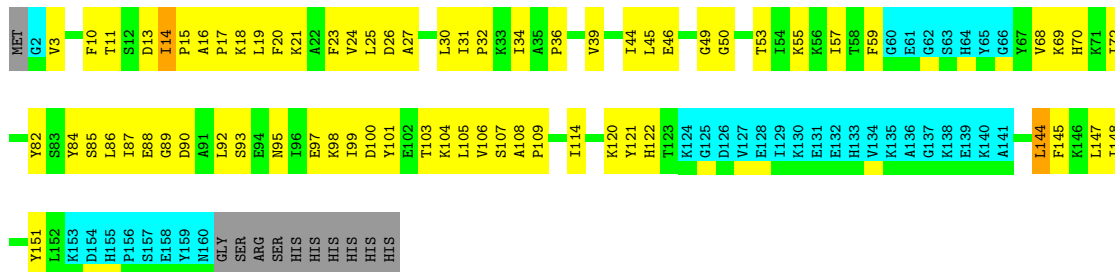 MET G2 V3 F10 T11 S12 D13 I14 P15 A16 P17 K18 L19 F20 K21 A22 F23 V24 L25 D26 A27 L30 I31 P32 K33 I34 A35 P36 V39 I44 L45 E46 G49 G50 T53 I54 K55 K56 I57 T58 F59 G60 E61 G62 S63 H64 Y65 G66 Y67 V68 K69 H70 K71
Y82 S83 Y84 S85 L86 I87 E88 G89 D90 A91 L92 S93 E94 N95 I96 E97 K98 I99 D100 Y101 E102 T103 K104 L105 V106 S107 A108 P109 I114 K120 Y121 H122 T123 K124 G125 D126 V127 E128 I129 K130 E131 E132 H133 V134 K135 A136 G137 K138 E139 K140 A141 L144 F145 K146 L147
Y151 L152 K153 D154 H155 P156 S157 E158 Y159 N160 GLY SER ARG SER HIS HIS HIS HIS HIS HIS